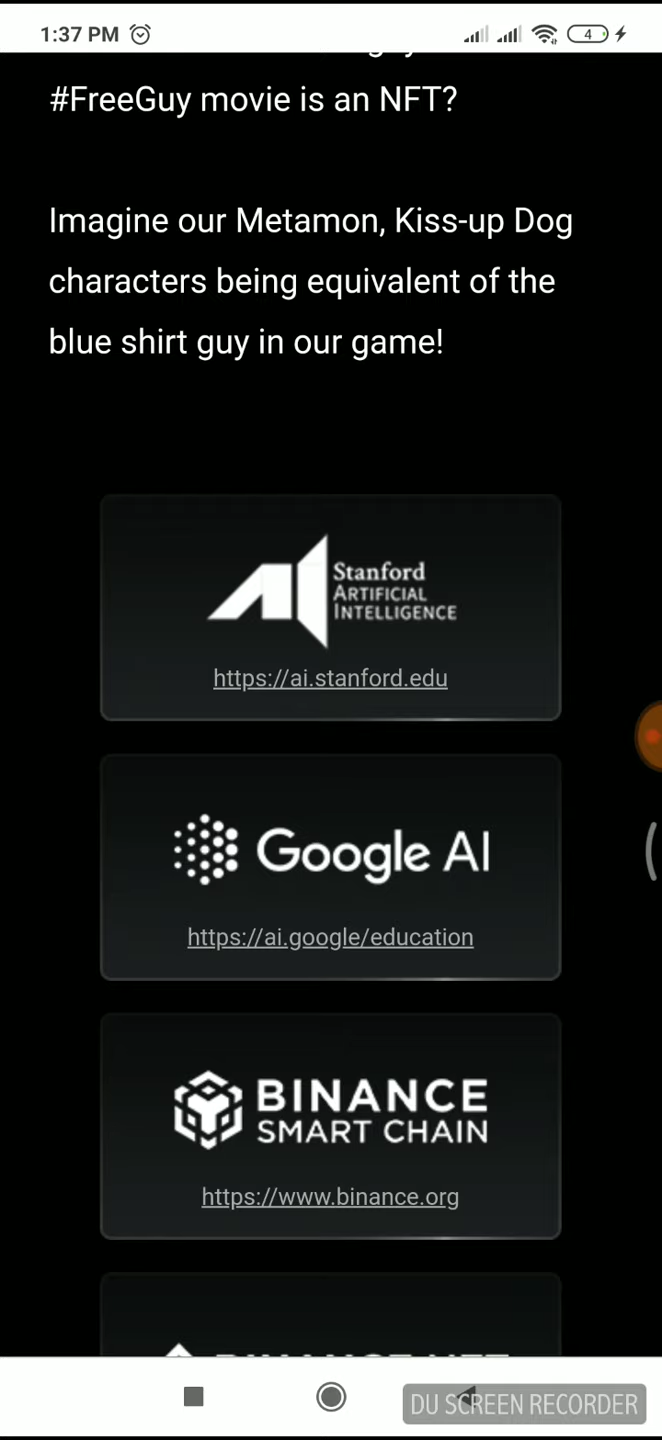 1:37 PM
4
#FreeGuy movie is an NFT?
Imagine our Metamon, Kiss-up Dog
characters being equivalent of the
blue shirt guy in our game!
Stanford
ARTIFICIAL
INTELLIGENCE
https://ai.stanford.edu
Google AI
https://ai.google/education
BINANCE
SMART CHAIN
https://www.binance.org
DU SCREEN RECORDER